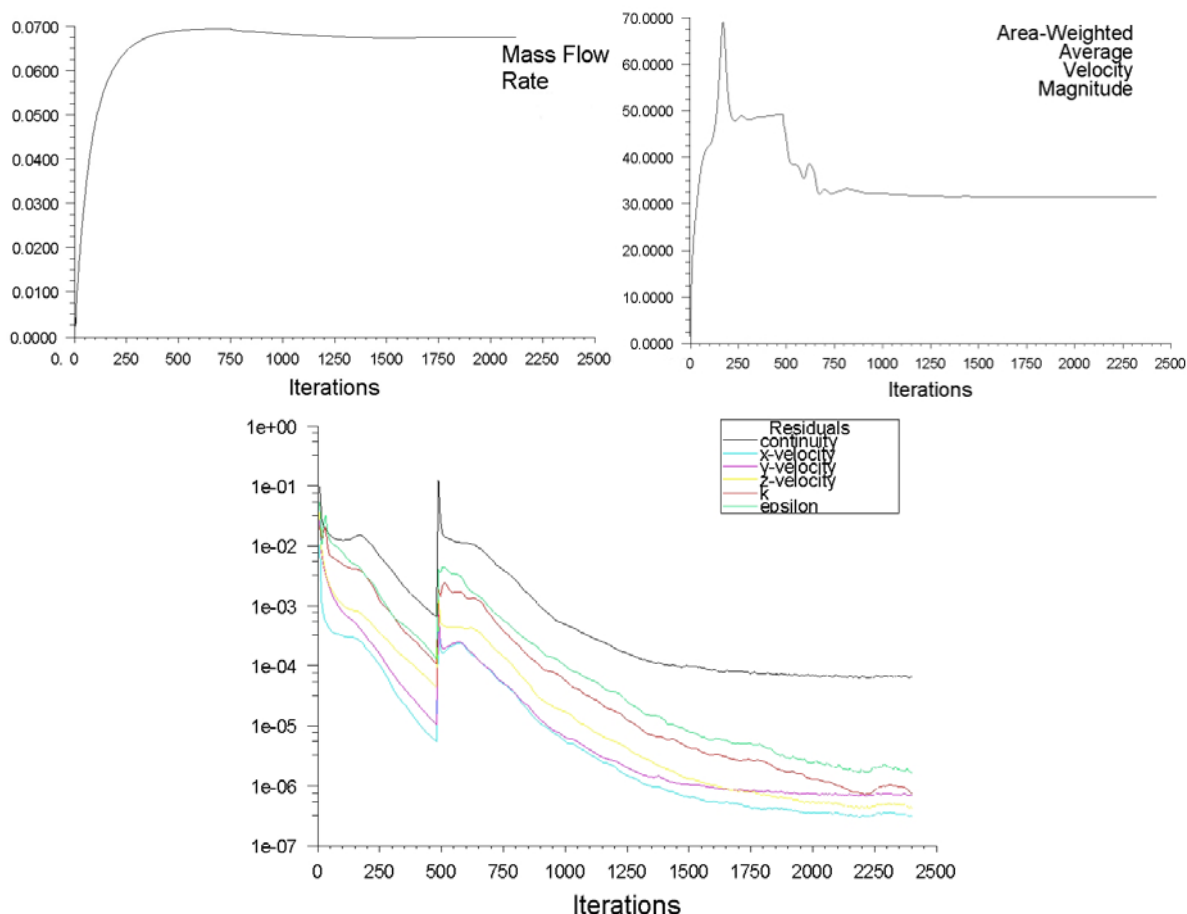 0.0700
0.0600
0.0500
0.0400
0.0300
0.0200
0.0100
0.0000
Mass Flow
Rate
0. 250 500 750 1000 1250 1500 1750 2000 2250 2500
Iterations
70.0000
60.0000
50.0000
40.0000
30.0000
20.0000
10.0000
0.0000
Area-Weighted
Average
Velocity
Magnitude
0 250 500 750 1000 1250 1500 1750 2000 2250 2500
Iterations
1e+00
1e-01
1e-02
1e-03
1e-04
1e-05
1e-06
1e-07
Residuals
continuity
x-velocity
y-velocity
z-velocity
k
epsilon
0 250 500 750 1000 1250 1500 1750 2000 2250 2500
Iterations